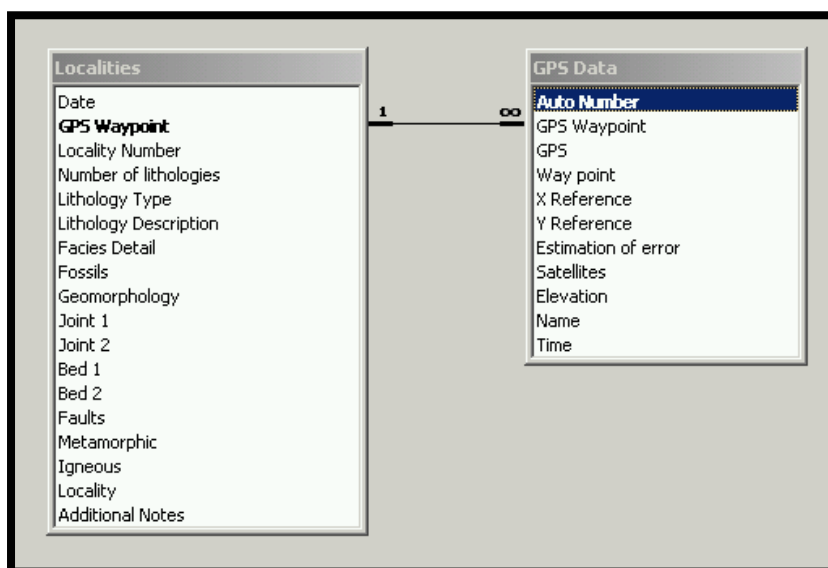 Localities
Date
GPS Waypoint
Locality Number
Number of lithologies
Lithology Type
Lithology Description
Facies Detail
Fossils
Geomorphology
Joint 1
Joint 2
Bed 1
Bed 2
Faults
Metamorphic
Igneous
Locality
Additional Notes
1 ∞
GPS Data
Auto Number
GPS Waypoint
GPS
Way point
X Reference
Y Reference
Estimation of error
Satellites
Elevation
Name
Time